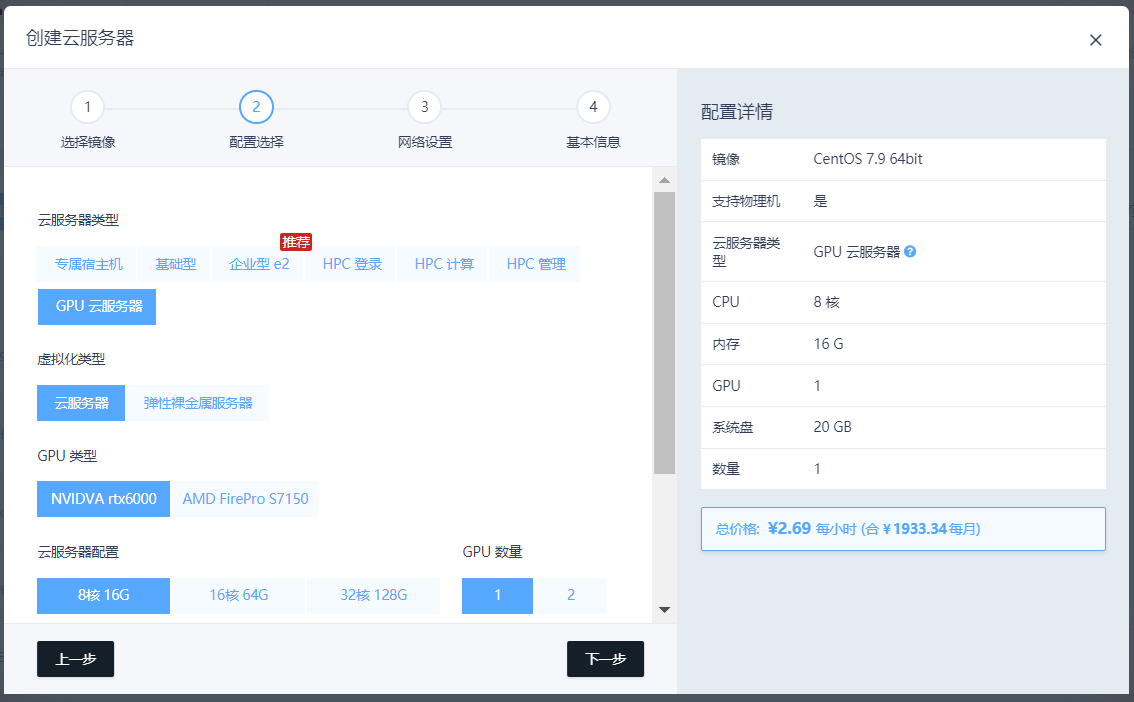 创建云服务器
1
2
3
4
选择镜像
配置选择
网络设置
基本信息
云服务器类型
推荐
专属宿主机
基础型
企业型 e2
HPC 登录
HPC 计算
HPC 管理
GPU 云服务器
虚拟化类型
云服务器
弹性裸金属服务器
GPU 类型
NVIDVA rtx6000
AMD FirePro S7150
云服务器配置
8核 16G
16核 64G
32核 128G
GPU 数量
1
2
上一步
下一步
配置详情
镜像 CentOS 7.9 64bit
支持物理机 是
云服务器类
型
GPU 云服务器 ?
CPU 8 核
内存 16 G
GPU 1
系统盘 20 GB
数量 1
总价格: ¥2.69 每小时 (合 ¥1933.34每月)